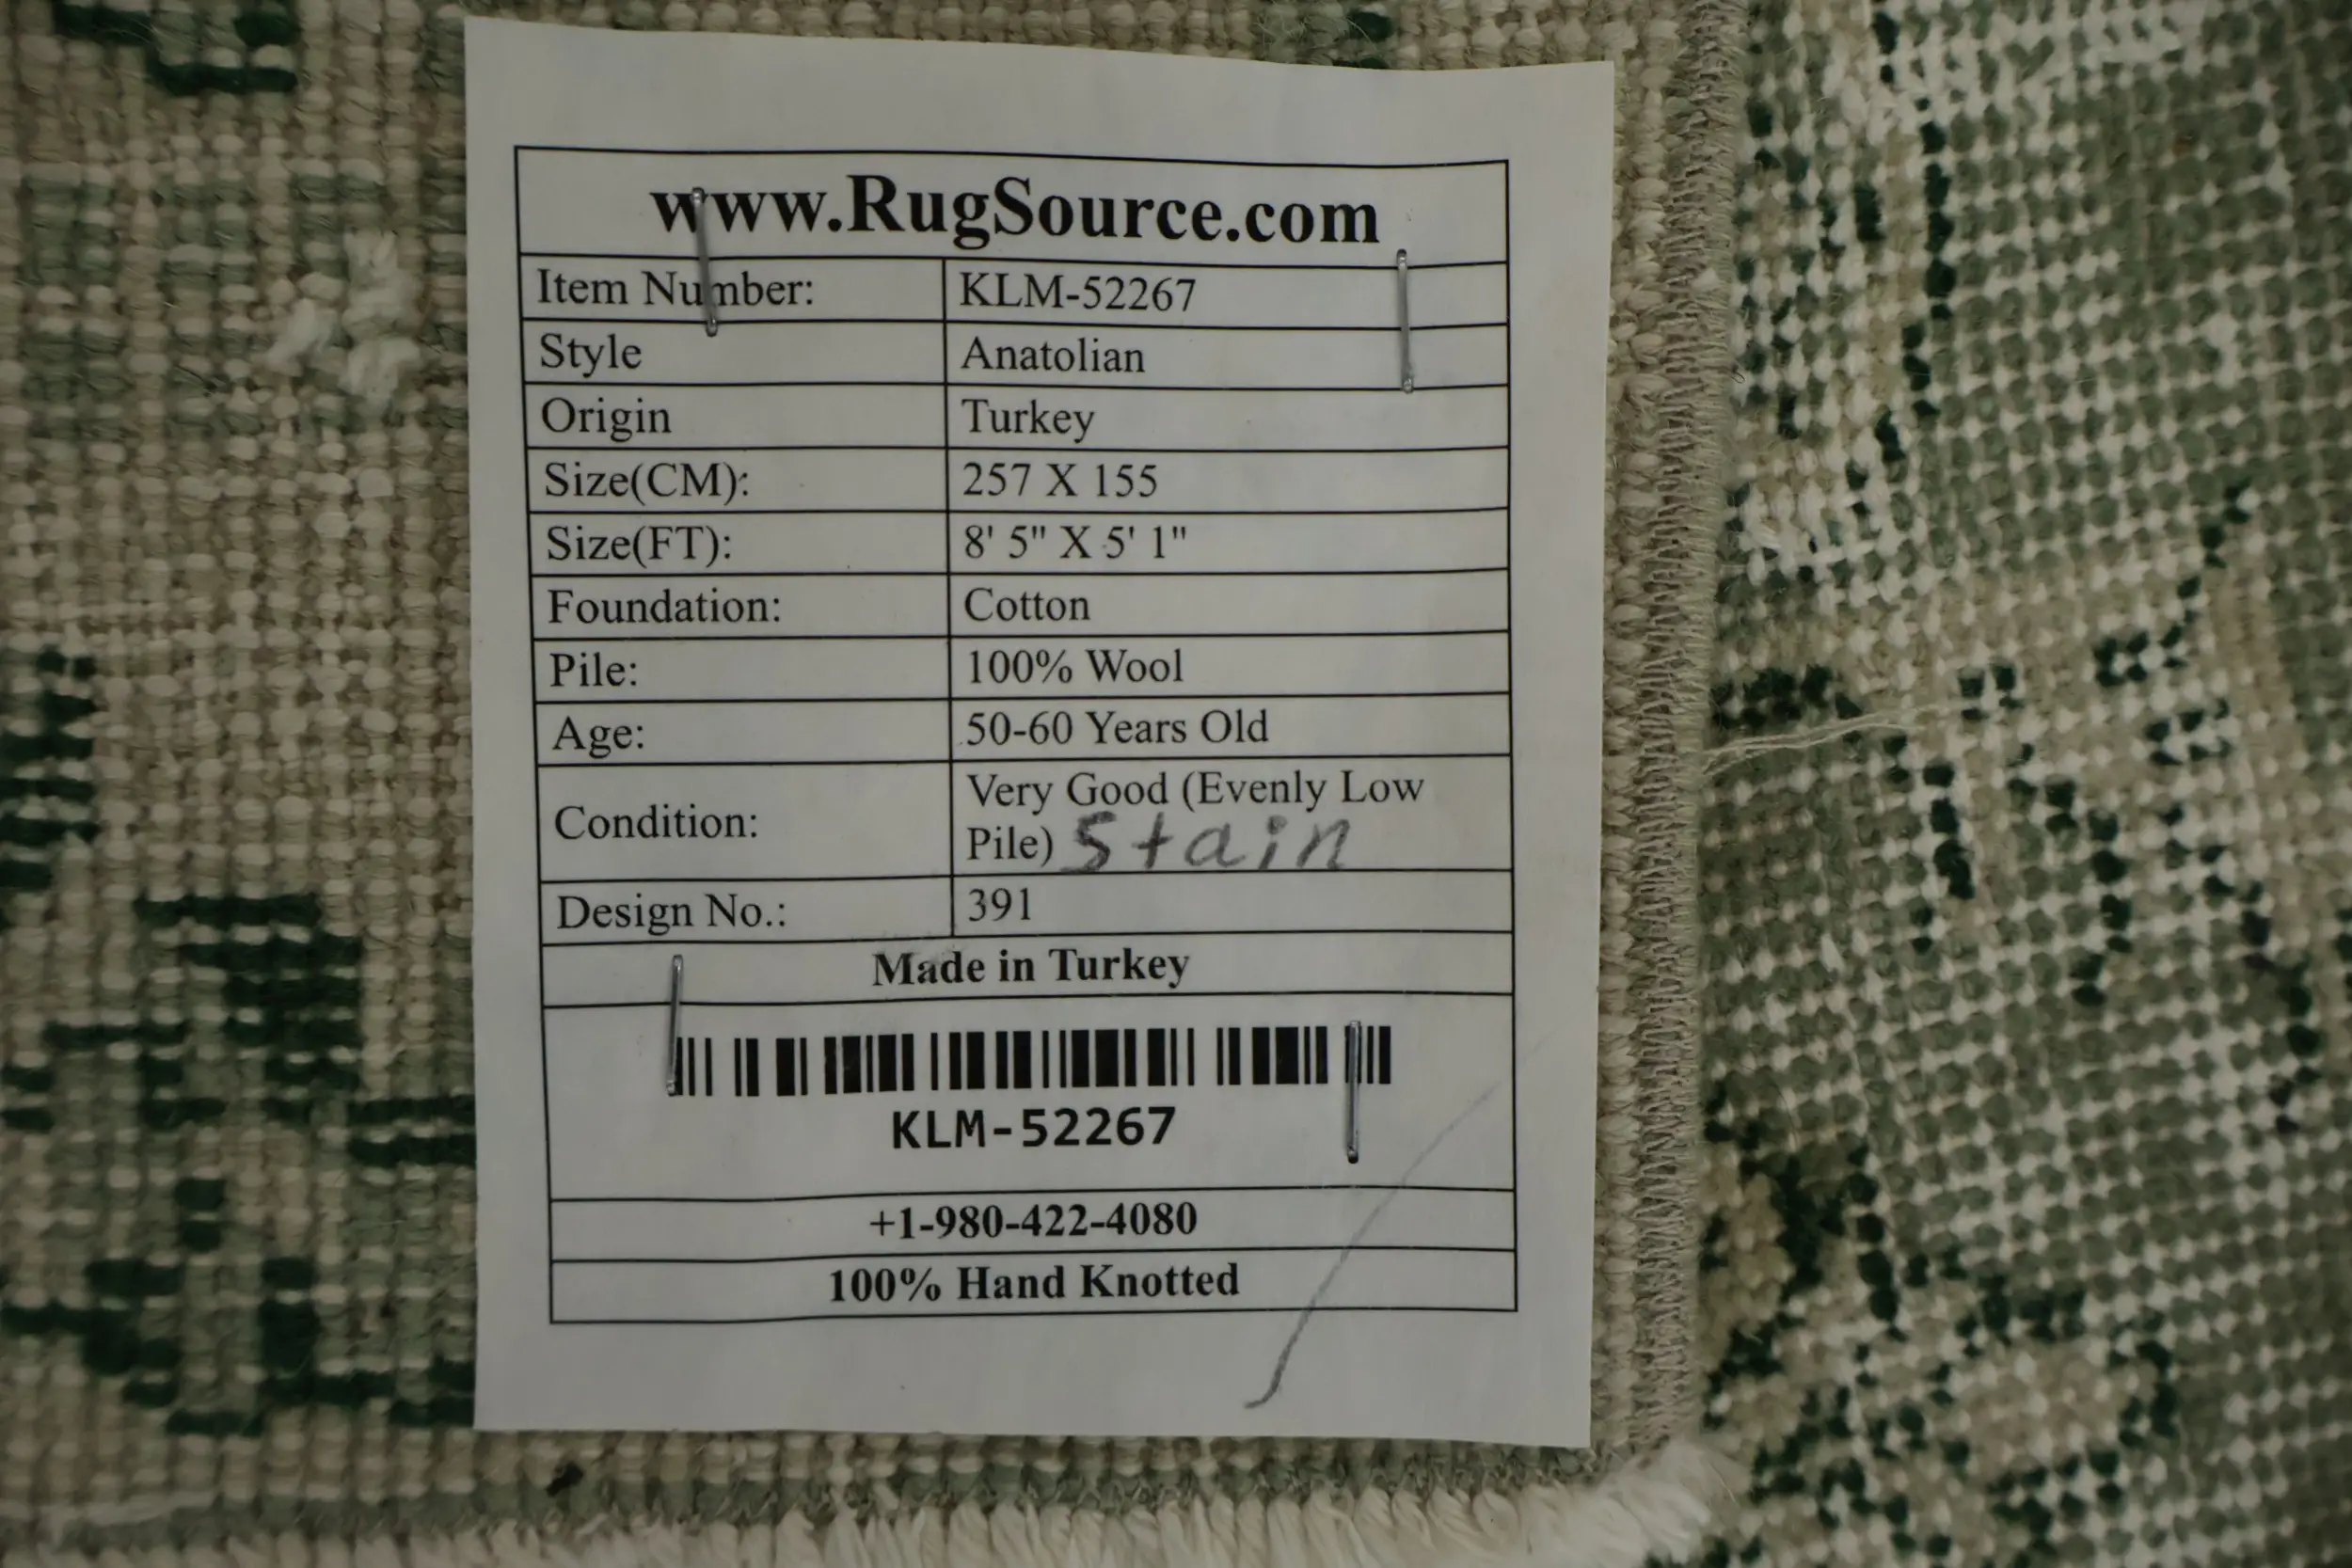 www.RugSource.com
Item Number: KLM-52267
Style Anatolian
Origin Turkey
Size(CM): 257 X 155
Size(FT): 8' 5" X 5' 1"
Foundation: Cotton
Pile: 100% Wool
Age: 50-60 Years Old
Condition: Very Good (Evenly Low
Pile) Stain
Design No.: 391
Made in Turkey
KLM-52267
+1-980-422-4080
100% Hand Knotted